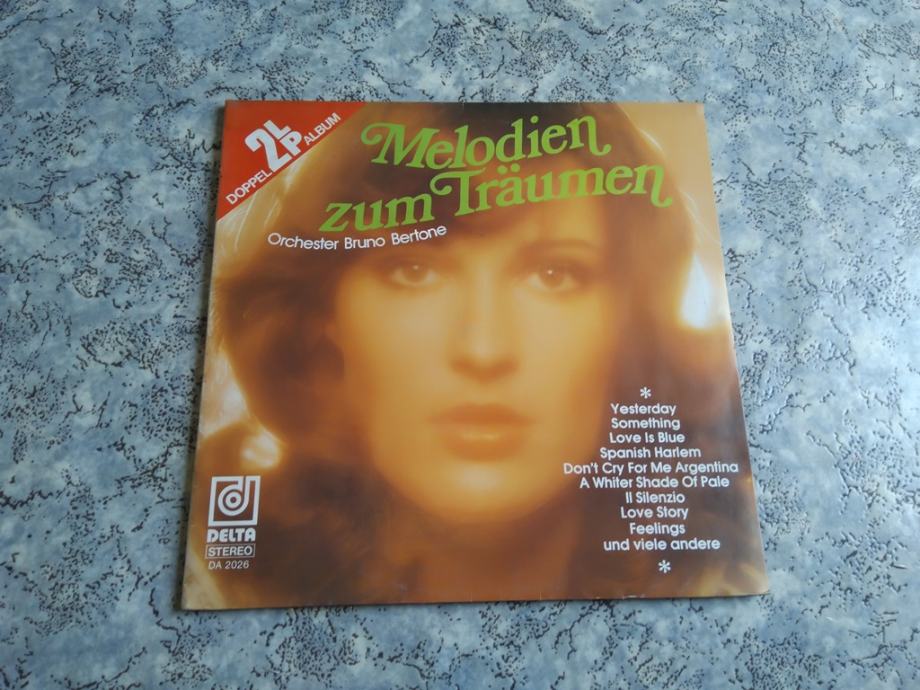 2LP
DOPPEL ALBUM
Melodien
zum Träumen
Orchester Bruno Bertone
*
Yesterday
Something
Love Is Blue
Spanish Harlem
Don't Cry For Me Argentina
A Whiter Shade Of Pale
Il Silenzio
Love Story
Feelings
und viele andere
*
DELTA
STEREO
DA 2026